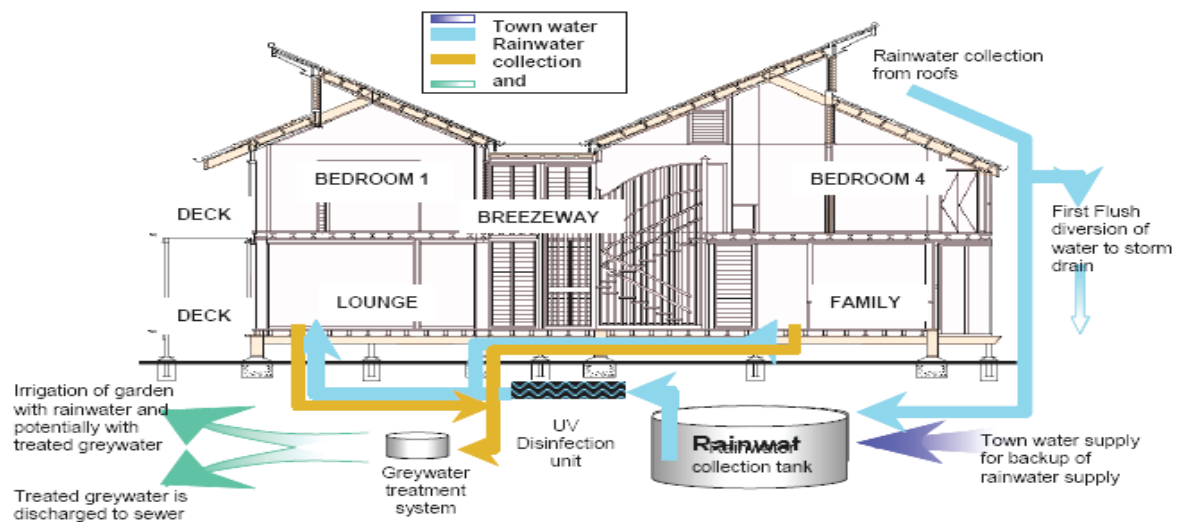 Town water
Rainwater
collection
and
Rainwater collection
from roofs
BEDROOM 1
BEDROOM 4
DECK
BREEZEWAY
First Flush
diversion of
water to storm
drain
LOUNGE
FAMILY
DECK
Irrigation of garden
with rainwater and
potentially with
treated greywater
UV
Disinfection
unit
Rainwat
Rainwater
collection tank
Town water supply
for backup of
rainwater supply
Greywater
treatment
system
Treated greywater is
discharged to sewer